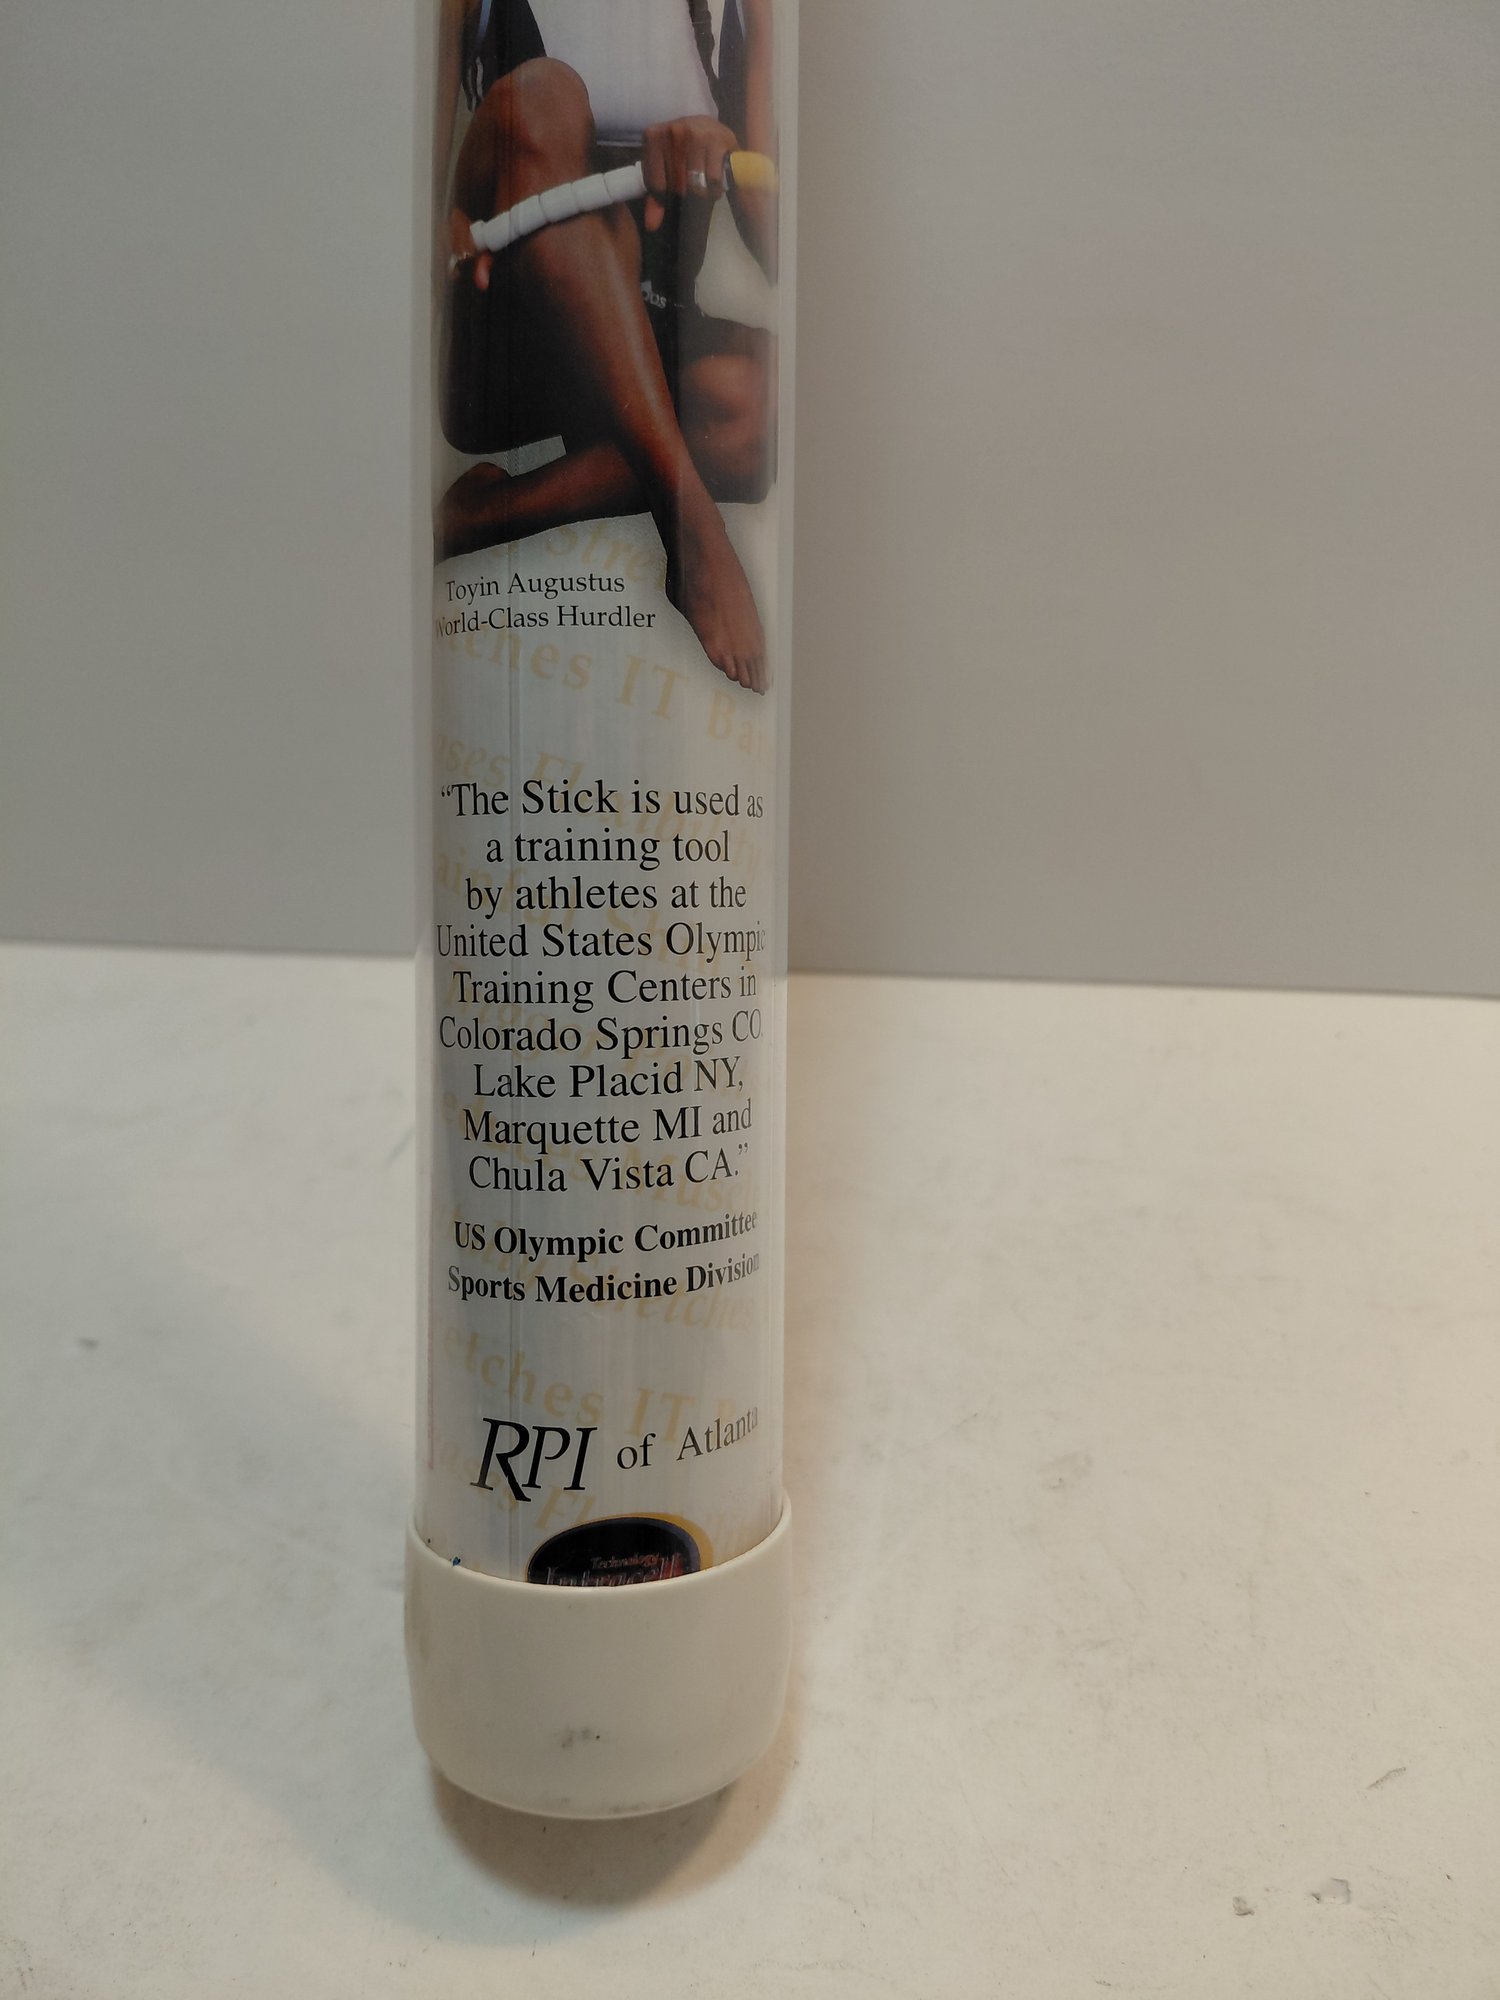 Toyin Augustus
World-Class Hurdler
"The Stick is used as
a training tool
by athletes at the
United States Olympic
Training Centers in
Colorado Springs CO,
Lake Placid NY,
Marquette MI and
Chula Vista CA."
US Olympic Committee
Sports Medicine Division
RPI of Atlanta
Technology
Intracell